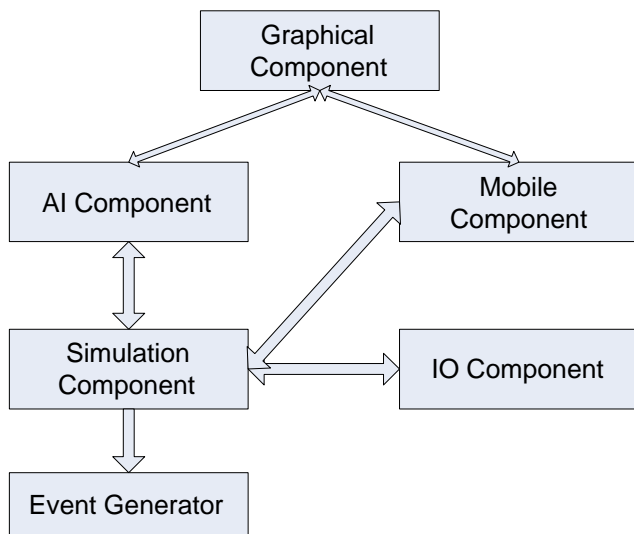 Graphical
Component
AI Component
Mobile
Component
Simulation
Component
IO Component
Event Generator